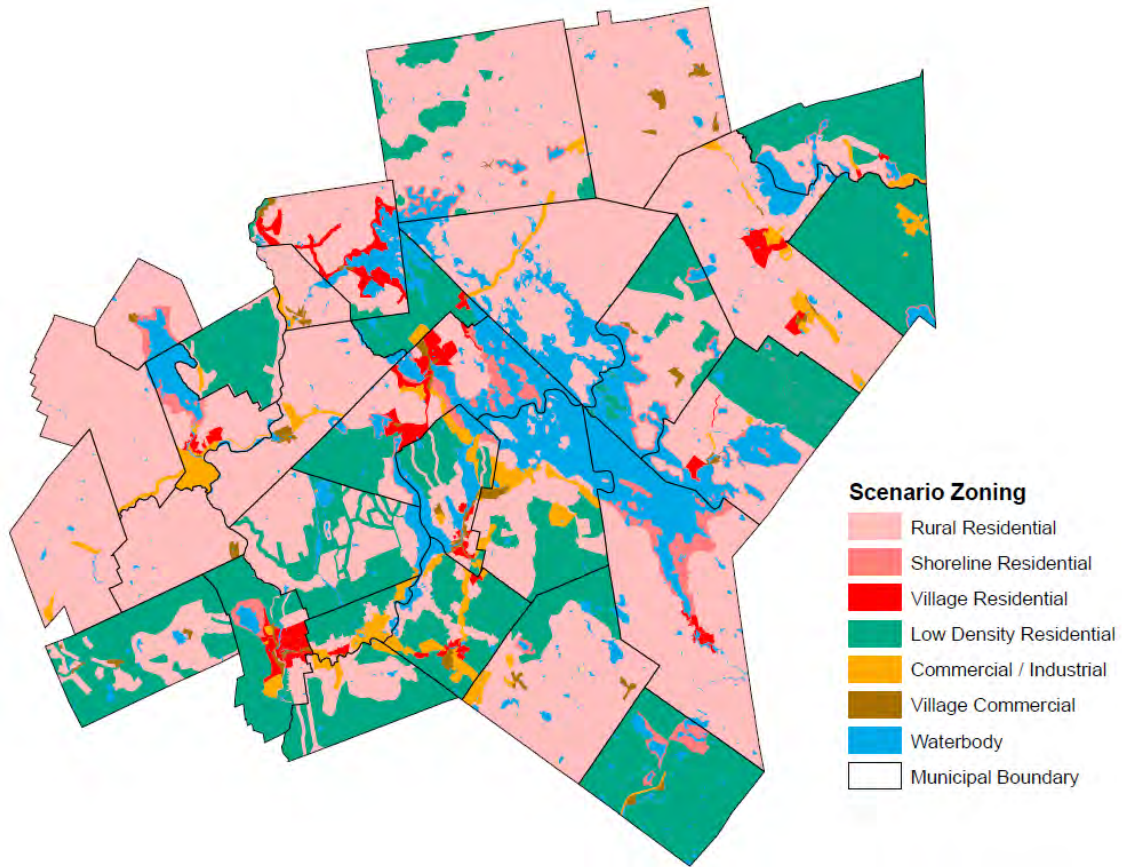 Scenario Zoning
Rural Residential
Shoreline Residential
Village Residential
Low Density Residential
Commercial / Industrial
Village Commercial
Waterbody
Municipal Boundary